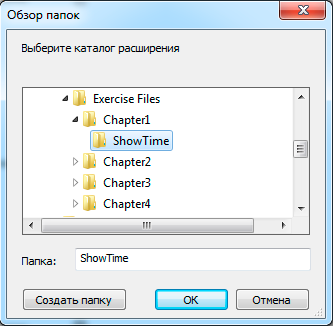 Обзор папок
Выберите каталог расширения
Exercise Files
Chapter1
ShowTime
Chapter2
Chapter3
Chapter4
Папка: ShowTime
Создать папку OK Отмена